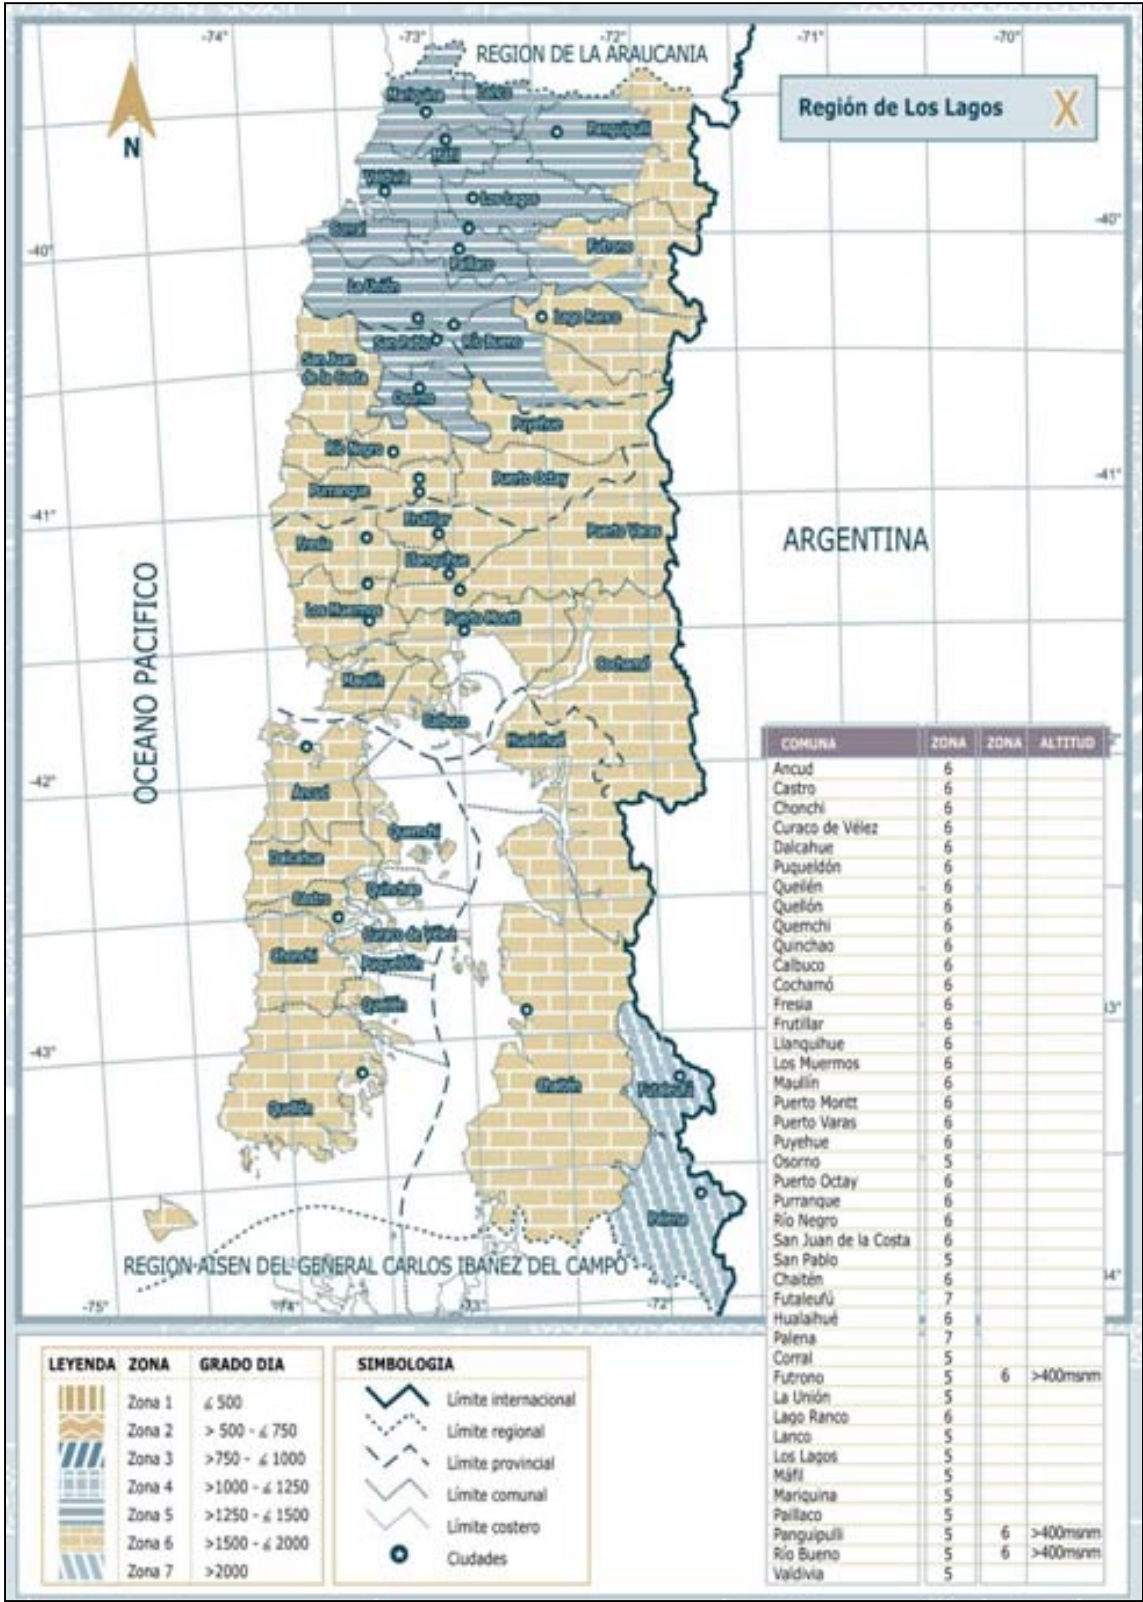 -74°
-73°
-72°
-71°
-70°
REGION DE LA ARAUCANIA
Región de Los Lagos X
N
Mariquina
Lanco
Panguipulli
Máfil
Valdivia
Los Lagos
Corral
Futrono
-40°
-40°
Paillaco
La Unión
Lago Ranco
San Pablo
Río Bueno
San Juan
de la Costa
Osorno
Puyehue
Río Negro
Puerto Octay
-41°
Purranque
-41°
Frutillar
Puerto Varas
Fresia
ARGENTINA
Llanquihue
Los Muermos
Puerto Montt
OCEANO PACIFICO
Cochamó
Maullín
Calbuco
Hualaihué
-42°
Ancud
Quemchi
Dalcahue
Quinchao
Castro
Curaco de Vélez
Chonchi
Puqueldón
Queilén
-43°
3°
Chaitén
Futaleufú
Quellón
Palena
REGION AISEN DEL GENERAL CARLOS IBAÑEZ DEL CAMPO
4°
-75°
-74°
-73°
-72°
COMUNA ZONA ZONA ALTITUD
Ancud 6
Castro 6
Chonchi 6
Curaco de Vélez 6
Dalcahue 6
Puqueldón 6
Queilén 6
Quellón 6
Quemchi 6
Quinchao 6
Calbuco 6
Cochamó 6
Fresia 6
Frutillar 6
Llanquihue 6
Los Muermos 6
Maullín 6
Puerto Montt 6
Puerto Varas 6
Puyehue 6
Osorno 5
Puerto Octay 6
Purranque 6
Río Negro 6
San Juan de la Costa 6
San Pablo 5
Chaitén 6
Futaleufú 7
Hualaihué 6
Palena 7
Corral 5
Futrono 5 6 >400msnm
La Unión 5
Lago Ranco 6
Lanco 5
Los Lagos 5
Máfil 5
Mariquina 5
Paillaco 5
Panguipulli 5 6 >400msnm
Río Bueno 5 6 >400msnm
Valdivia 5
LEYENDA ZONA GRADO DIA
Zona 1 ≤ 500
Zona 2 > 500 - ≤ 750
Zona 3 >750 - ≤ 1000
Zona 4 >1000 - ≤ 1250
Zona 5 >1250 - ≤ 1500
Zona 6 >1500 - ≤ 2000
Zona 7 >2000
SIMBOLOGIA
Límite internacional
Límite regional
Límite provincial
Límite comunal
Límite costero
Ciudades